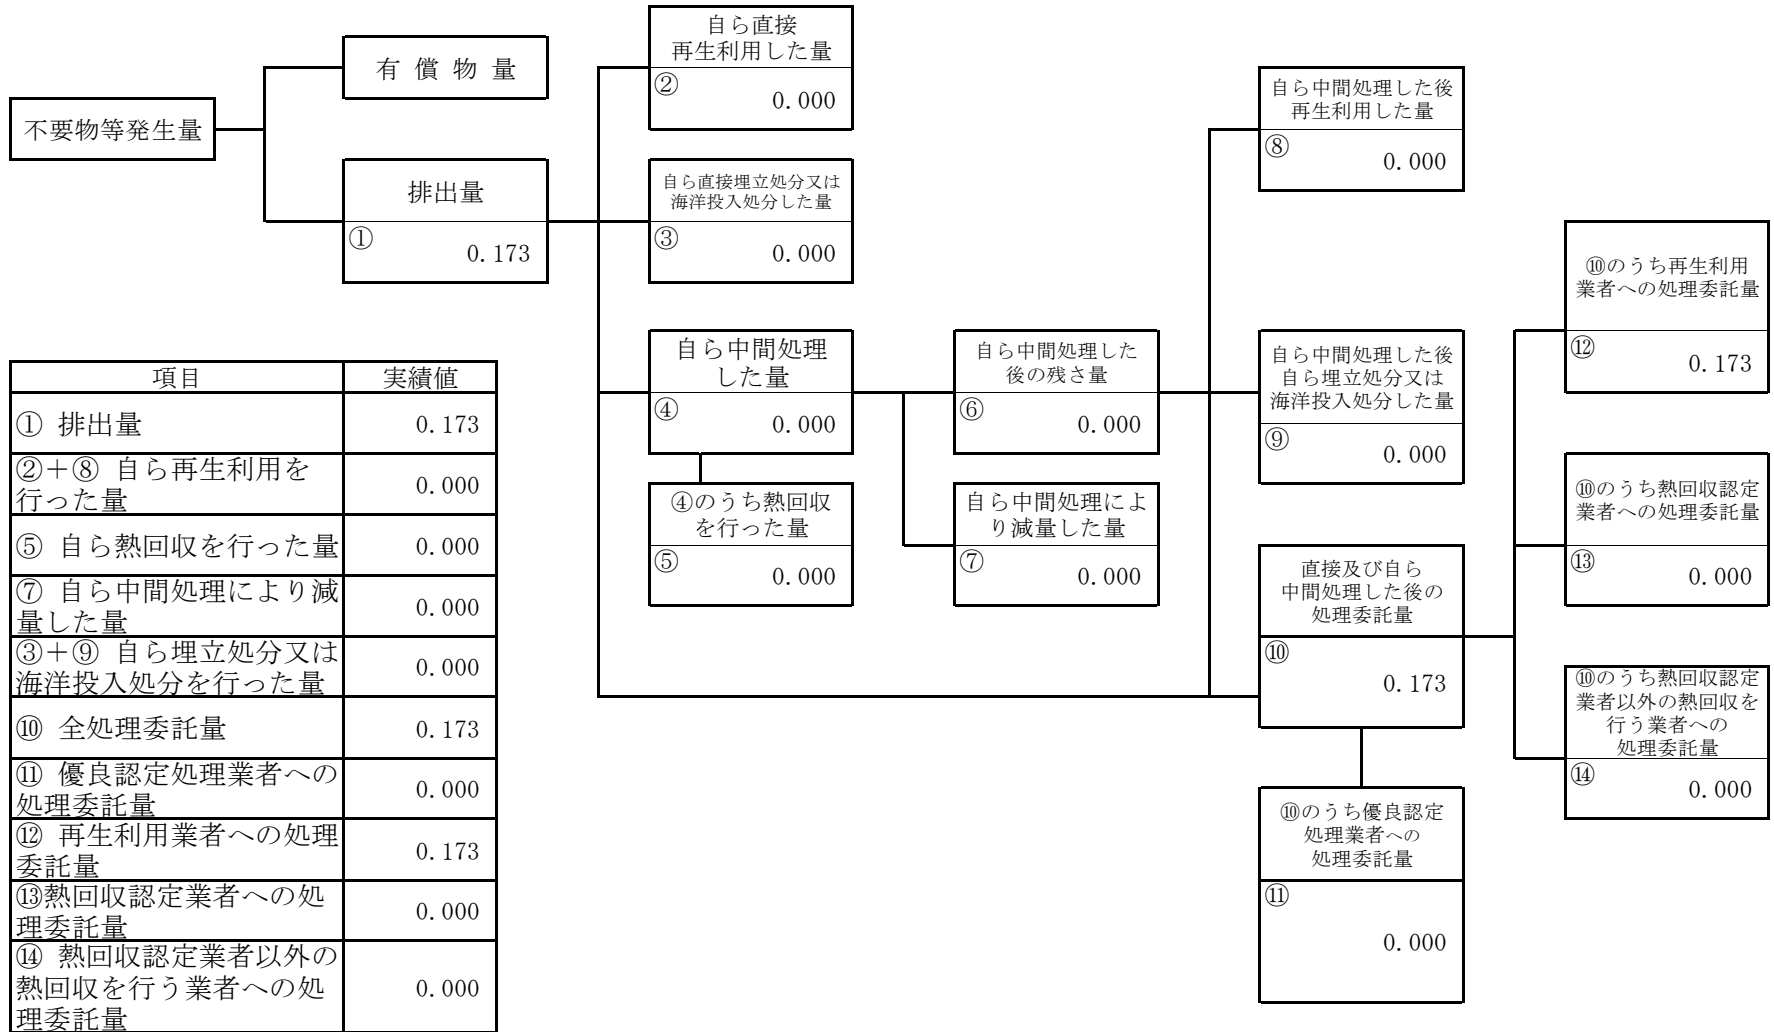 不要物等発生量
有 償 物 量
排出量
① 0.173
自ら直接
再生利用した量
② 0.000
自ら直接埋立処分又は
海洋投入処分した量
③ 0.000
自ら中間処理
した量
④ 0.000
④のうち熱回収
を行った量
⑤ 0.000
自ら中間処理した
後の残さ量
⑥ 0.000
自ら中間処理によ
り減量した量
⑦ 0.000
自ら中間処理した後
再生利用した量
⑧ 0.000
自ら中間処理した後
自ら埋立処分又は
海洋投入処分した量
⑨ 0.000
直接及び自ら
中間処理した後の
処理委託量
⑩
0.173
⑩のうち優良認定
処理業者への
処理委託量
⑪
0.000
⑩のうち再生利用
業者への処理委託量
⑫ 0.173
⑩のうち熱回収認定
業者への処理委託量
⑬ 0.000
⑩のうち熱回収認定
業者以外の熱回収を
行う業者への
処理委託量
⑭ 0.000
項目 実績値
① 排出量 0.173
②＋⑧ 自ら再生利用を
行った量 0.000
⑤ 自ら熱回収を行った量 0.000
⑦ 自ら中間処理により減
量した量 0.000
③＋⑨ 自ら埋立処分又は
海洋投入処分を行った量 0.000
⑩ 全処理委託量 0.173
⑪ 優良認定処理業者への
処理委託量 0.000
⑫ 再生利用業者への処理
委託量 0.173
⑬熱回収認定業者への処
理委託量 0.000
⑭ 熱回収認定業者以外の
熱回収を行う業者への処
理委託量 0.000